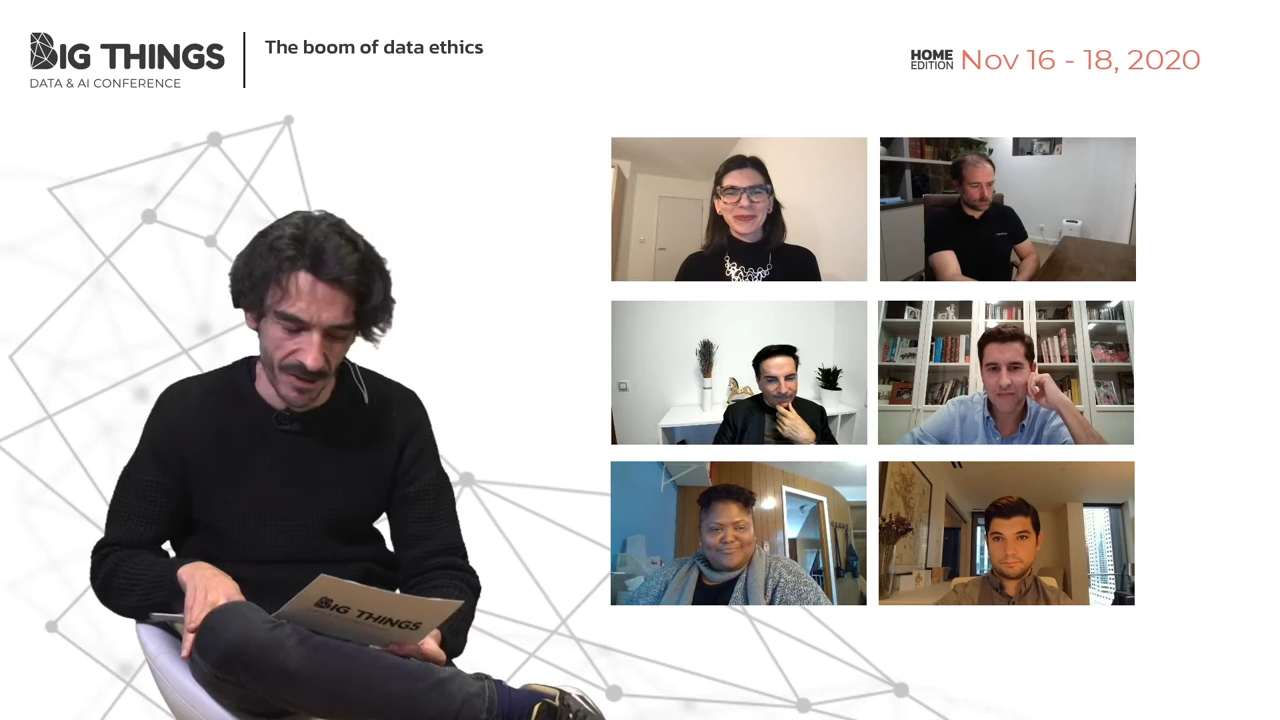 BIG THINGS
DATA & AI CONFERENCE
The boom of data ethics
HOME
EDITION
Nov 16 - 18, 2020
BIG THINGS